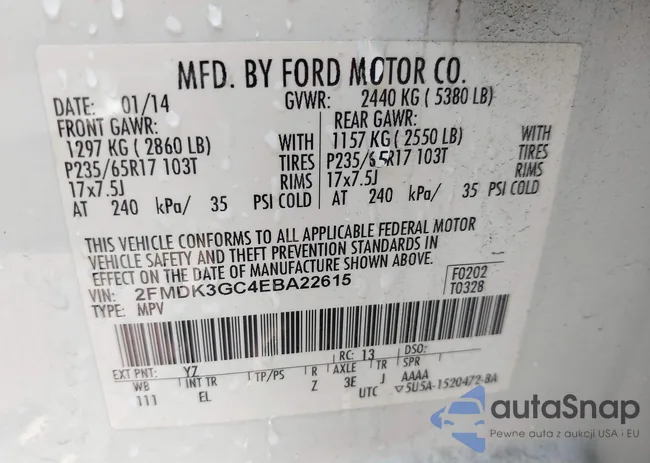 MFD. BY FORD MOTOR CO.
DATE: 01/14 GVWR: 2440 KG ( 5380 LB)
FRONT GAWR: REAR GAWR:
1297 KG ( 2860 LB) WITH 1157 KG ( 2550 LB) WITH
P235/65R17 103T TIRES P235/65R17 103T TIRES
17x7.5J RIMS 17x7.5J RIMS
AT 240 kPa/ 35 PSI COLD AT 240 kPa/ 35 PSI COLD
THIS VEHICLE CONFORMS TO ALL APPLICABLE FEDERAL MOTOR
VEHICLE SAFETY AND THEFT PREVENTION STANDARDS IN
EFFECT ON THE DATE OF MANUFACTURE SHOWN ABOVE.
VIN: 2FMDK3GC4EBA22615 F0202
TYPE: MPV T0328
EXT PNT: YZ RC: 13 DSO:
WB INT TR TP/PS R AXLE TR SPR
111 EL Z 3E J AAAA
UTC 5U5A-1520472-BA
autaSnap
Pewne auta z aukcji USA i EU